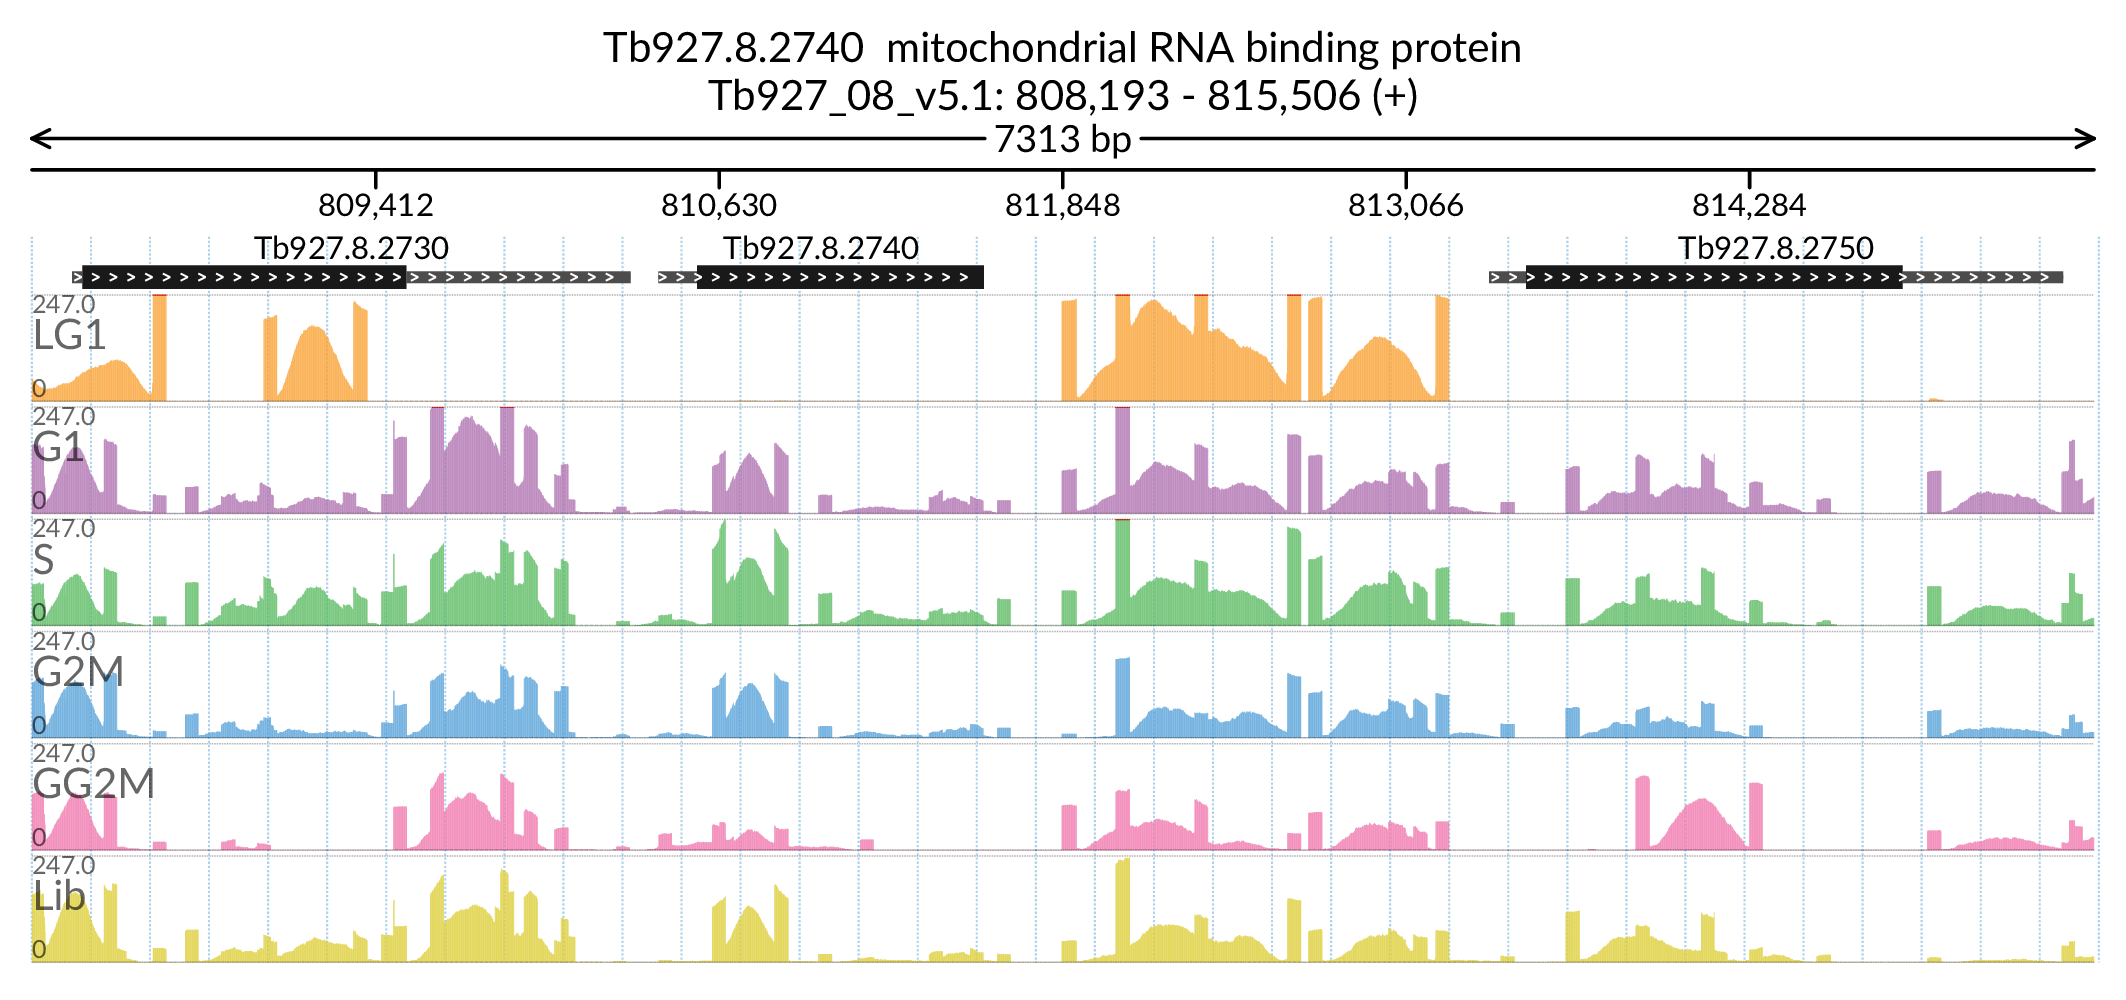 Tb927.8.2740  mitochondrial RNA binding protein
Tb927_08_v5.1: 808,193 - 815,506 (+)
7313 bp
809,412 810,630 811,848 813,066 814,284
Tb927.8.2730 Tb927.8.2740 Tb927.8.2750
247.0
LG1
0
247.0
G1
0
247.0
S
0
247.0
G2M
0
247.0
GG2M
0
247.0
Lib
0